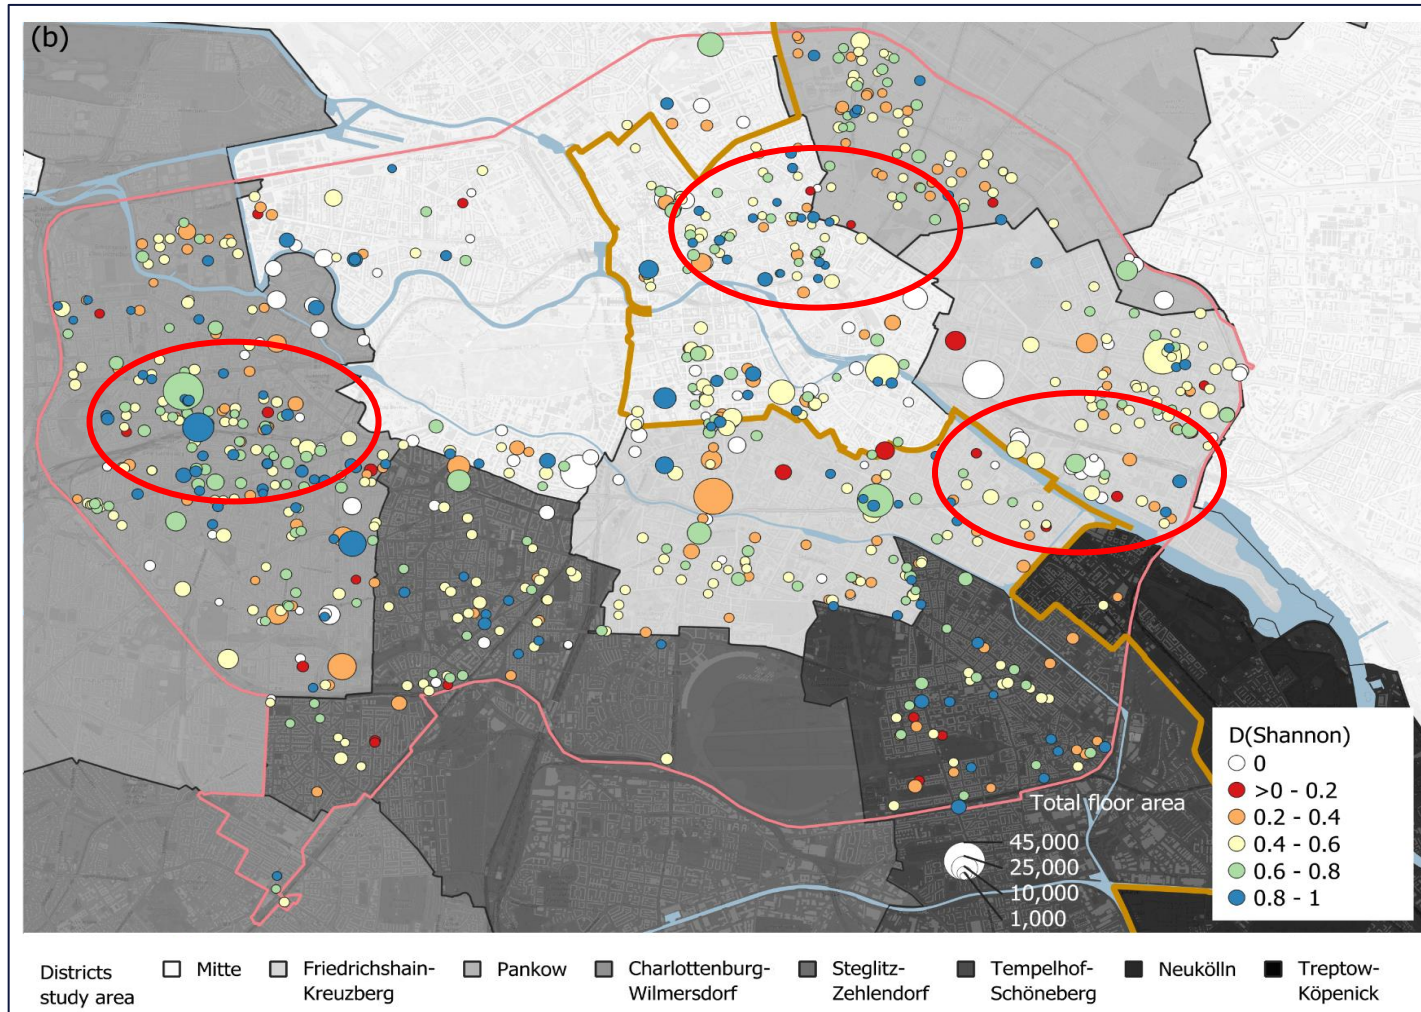 (b)
D(Shannon)
0
>0 - 0.2
0.2 - 0.4
0.4 - 0.6
0.6 - 0.8
0.8 - 1
Total floor area
45,000
25,000
10,000
1,000
Districts
study area
Mitte
Friedrichshain-
Kreuzberg
Pankow
Charlottenburg-
Wilmersdorf
Steglitz-
Zehlendorf
Tempelhof-
Schöneberg
Neukölln
Treptow-
Köpenick